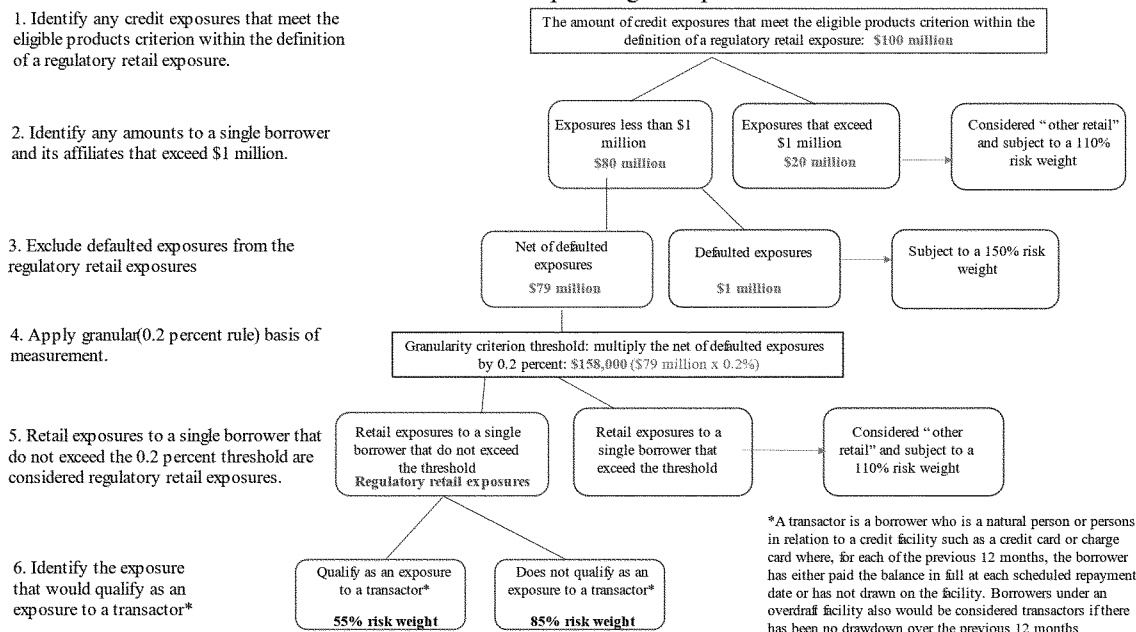 1. Identify any credit exposures that meet the
eligible products criterion within the definition
of a regulatory retail exposure.
The amount of credit exposures that meet the eligible products criterion within the
definition of a regulatory retail exposure: $100 million
2. Identify any amounts to a single borrower
and its affiliates that exceed $1 million.
Exposures less than $1
million
$80 million
Exposures that exceed
$1 million
$20 million
Considered “other retail”
and subject to a 110%
risk weight
3. Exclude defaulted exposures from the
regulatory retail exposures
Net of defaulted
exposures
$79 million
Defaulted exposures
$1 million
Subject to a 150% risk
weight
4. Apply granular(0.2 percent rule) basis of
measurement.
Granularity criterion threshold: multiply the net of defaulted exposures
by 0.2 percent: $158,000 ($79 million x 0.2%)
5. Retail exposures to a single borrower that
do not exceed the 0.2 percent threshold are
considered regulatory retail exposures.
Retail exposures to a single
borrower that do not exceed
the threshold
Regulatory retail exposures
Retail exposures to a
single borrower that
exceed the threshold
Considered “other
retail” and subject to a
110% risk weight
6. Identify the exposure
that would qualify as an
exposure to a transactor*
Qualify as an exposure
to a transactor*
55% risk weight
Does not qualify as an
exposure to a transactor*
85% risk weight
*A transactor is a borrower who is a natural person or persons
in relation to a credit facility such as a credit card or charge
card where, for each of the previous 12 months, the borrower
has either paid the balance in full at each scheduled repayment
date or has not drawn on the facility. Borrowers under an
overdraft facility also would be considered transactors if there
has been no drawdown over the previous 12 months